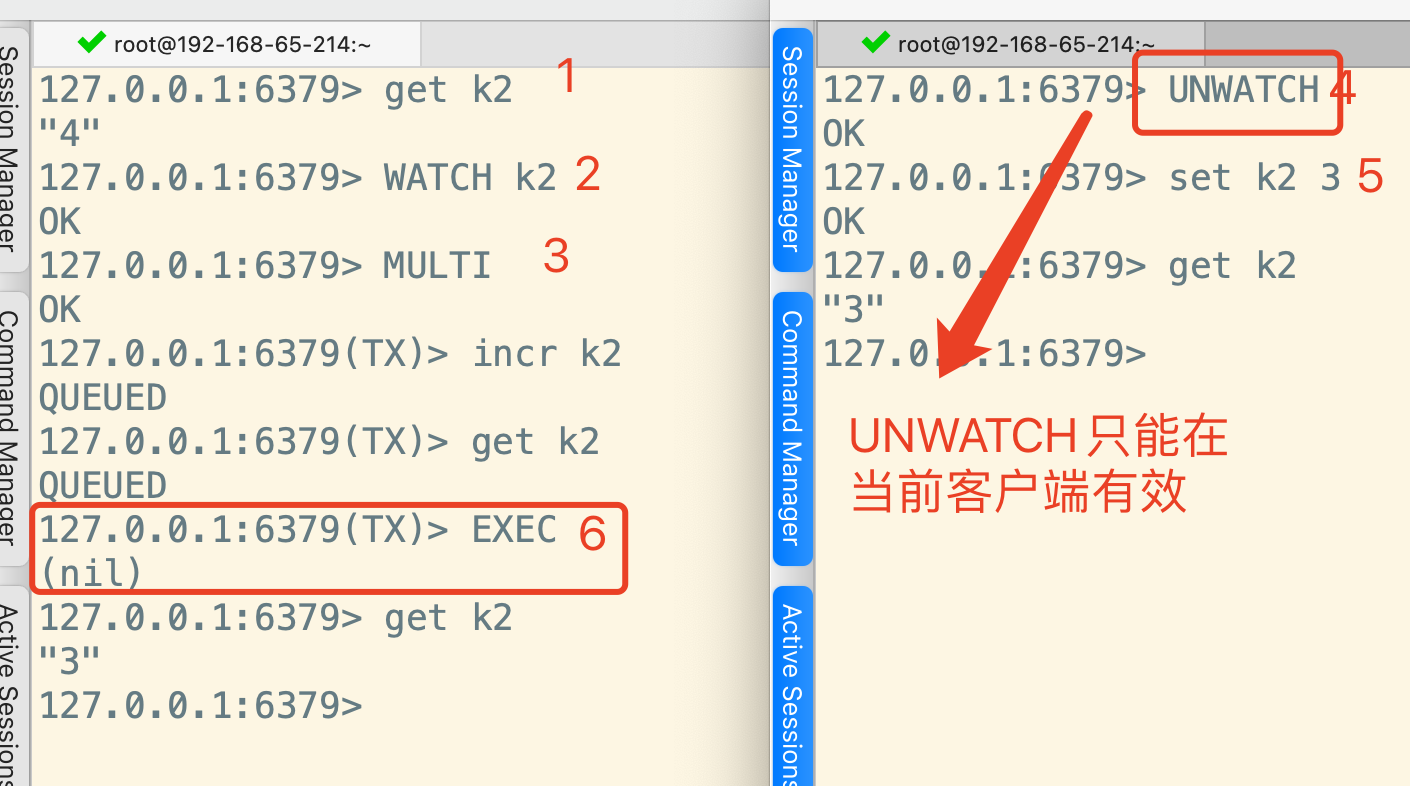 Session Manager
Command Manager
Active Sessions
root@192-168-65-214:~
127.0.0.1:6379> get k2 1
"4"
127.0.0.1:6379> WATCH k2 2
OK
127.0.0.1:6379> MULTI 3
OK
127.0.0.1:6379(TX)> incr k2
QUEUED
127.0.0.1:6379(TX)> get k2
QUEUED
127.0.0.1:6379(TX)> EXEC 6
(nil)
127.0.0.1:6379> get k2
"3"
127.0.0.1:6379>
Session Manager
Command Manager
Active Sessions
root@192-168-65-214:~
127.0.0.1:6379> UNWATCH 4
OK
127.0.0.1:6379> set k2 3 5
OK
127.0.0.1:6379> get k2
"3"
127.0.0.1:6379>
UNWATCH 只能在
当前客户端有效